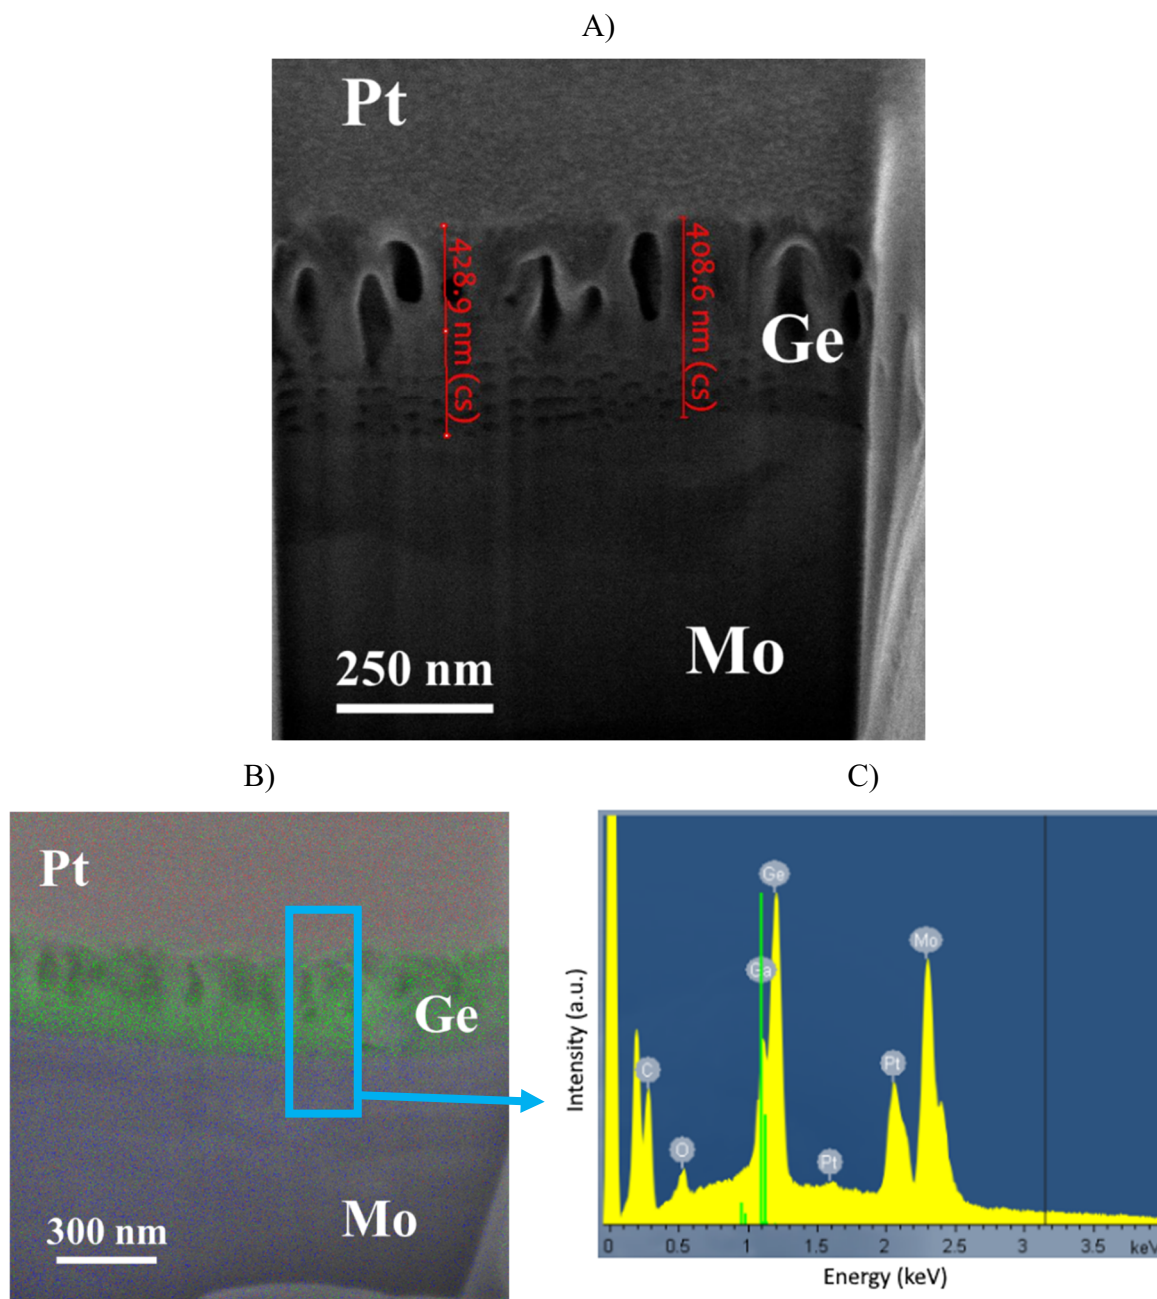 A)
Pt
428.9 nm (cs)
408.6 nm (cs)
Ge
Mo
250 nm
B)
C)
Pt
Ge
Mo
300 nm
Intensity (a.u.)
Ge
Ga
Mo
C
Pt
O
Pt
0 0.5 1 1.5 2 2.5 3 3.5 keV
Energy (keV)